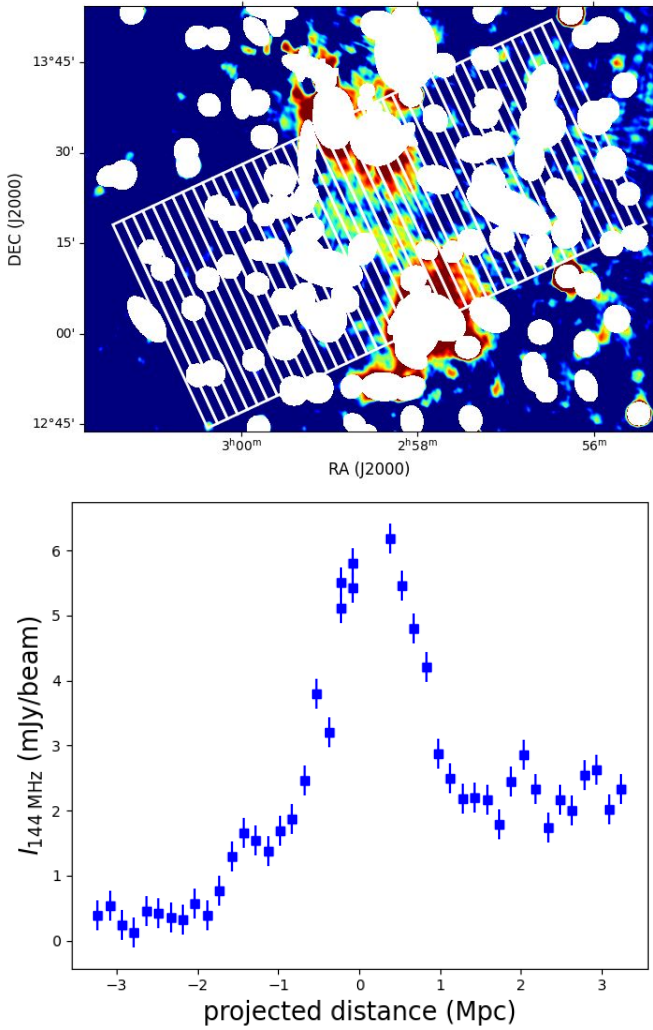 13°45'
30'
15'
00'
12°45'
DEC (J2000)
3ʰ00ᵐ
2ʰ58ᵐ
56ᵐ
RA (J2000)
6
5
4
3
2
1
0
I144 MHz (mJy/beam)
−3
−2
−1
0
1
2
3
projected distance (Mpc)